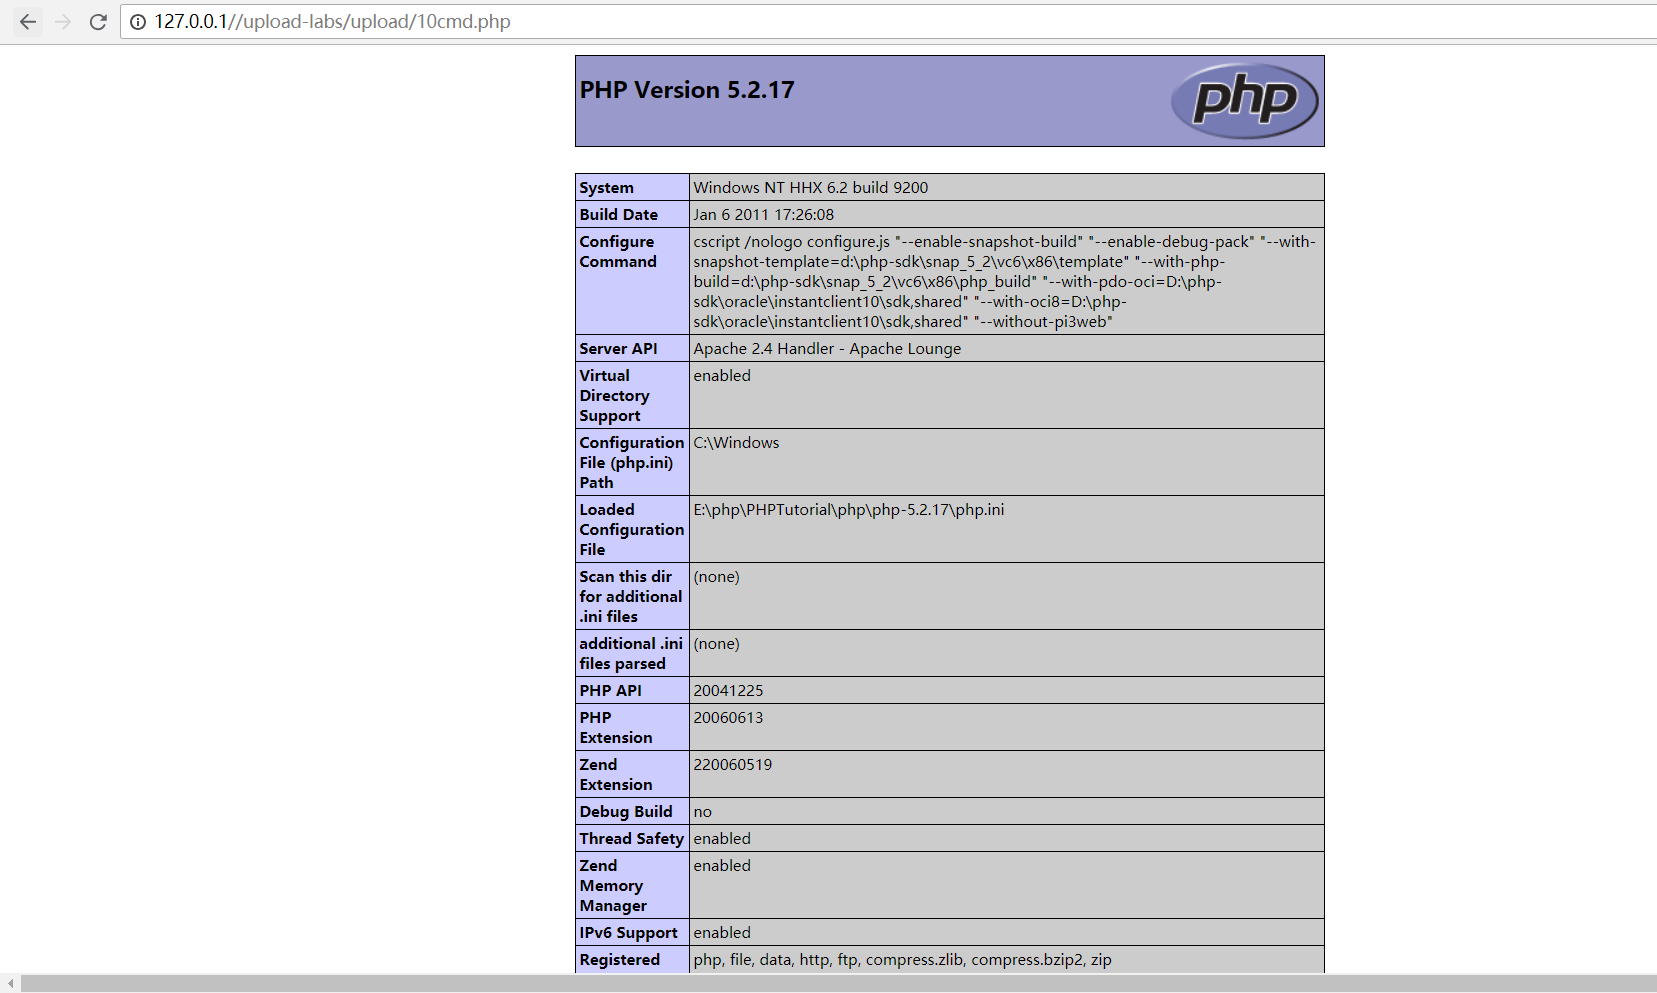 127.0.0.1//upload-labs/upload/10cmd.php
PHP Version 5.2.17
php
System
Windows NT HHX 6.2 build 9200
Build Date
Jan 6 2011 17:26:08
Configure
Command
cscript /nologo configure.js "--enable-snapshot-build" "--enable-debug-pack" "--with-
snapshot-template=d:\php-sdk\snap_5_2\vc6\x86\template" "--with-php-
build=d:\php-sdk\snap_5_2\vc6\x86\php_build" "--with-pdo-oci=D:\php-
sdk\oracle\instantclient10\sdk,shared" "--with-oci8=D:\php-
sdk\oracle\instantclient10\sdk,shared" "--without-pi3web"
Server API
Apache 2.4 Handler - Apache Lounge
Virtual
Directory
Support
enabled
Configuration
File (php.ini)
Path
C:\Windows
Loaded
Configuration
File
E:\php\PHPTutorial\php\php-5.2.17\php.ini
Scan this dir
for additional
.ini files
(none)
additional .ini
files parsed
(none)
PHP API
20041225
PHP
Extension
20060613
Zend
Extension
220060519
Debug Build
no
Thread Safety
enabled
Zend
Memory
Manager
enabled
IPv6 Support
enabled
Registered
php, file, data, http, ftp, compress.zlib, compress.bzip2, zip